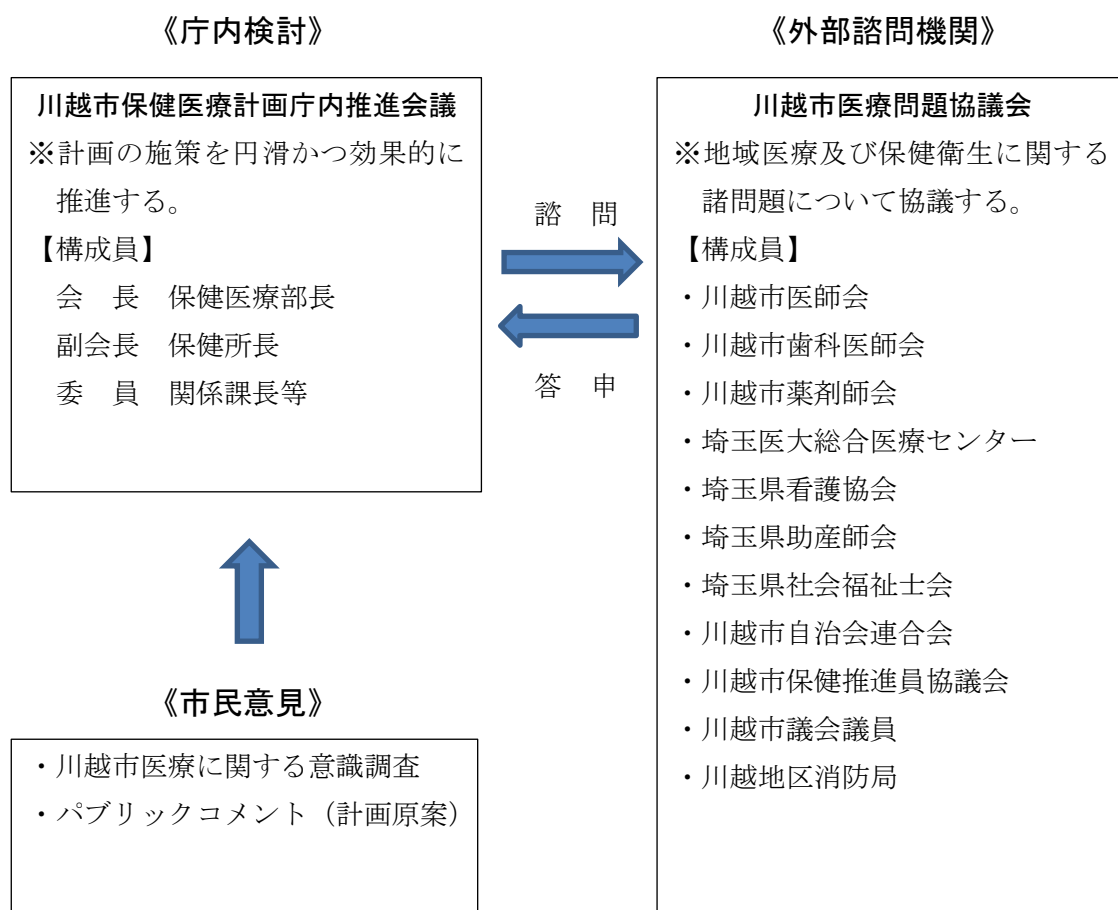 《庁内検討》
川越市保健医療計画庁内推進会議
※計画の施策を円滑かつ効果的に
推進する。
【構成員】
会　長　保健医療部長
副会長　保健所長
委　員　関係課長等
諮　問
答　申
《外部諮問機関》
川越市医療問題協議会
※地域医療及び保健衛生に関する
諸問題について協議する。
【構成員】
・川越市医師会
・川越市歯科医師会
・川越市薬剤師会
・埼玉医大総合医療センター
・埼玉県看護協会
・埼玉県助産師会
・埼玉県社会福祉士会
・川越市自治会連合会
・川越市保健推進員協議会
・川越市議会議員
・川越地区消防局
《市民意見》
・川越市医療に関する意識調査
・パブリックコメント（計画原案）